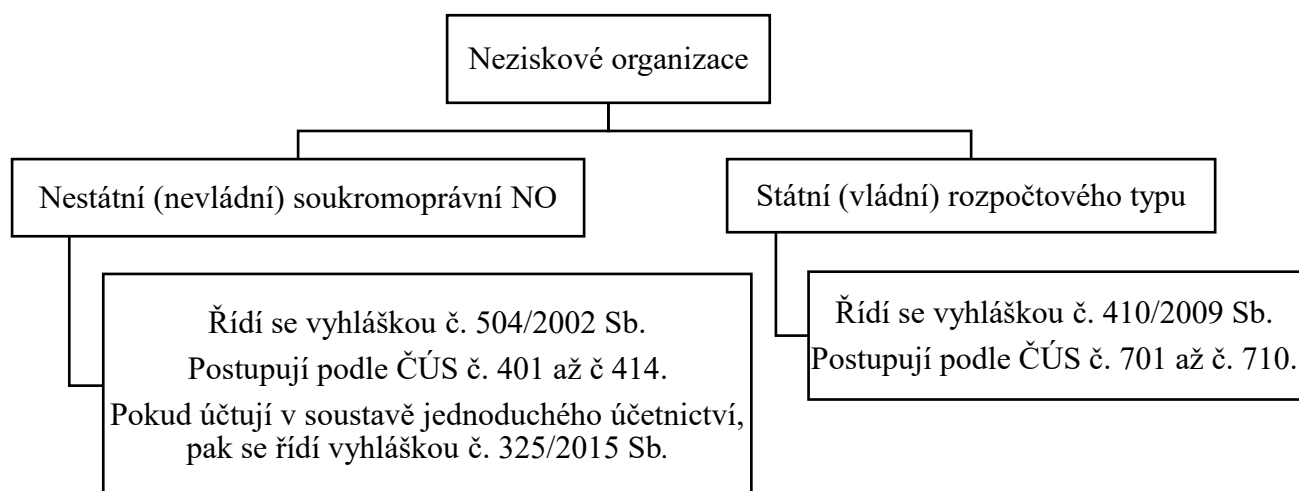 Neziskové organizace
Nestátní (nevládní) soukromoprávní NO
Státní (vládní) rozpočtového typu
Řídí se vyhláškou č. 504/2002 Sb.
Postupují podle ČÚS č. 401 až č 414.
Pokud účtují v soustavě jednoduchého účetnictví,
pak se řídí vyhláškou č. 325/2015 Sb.
Řídí se vyhláškou č. 410/2009 Sb.
Postupují podle ČÚS č. 701 až č. 710.